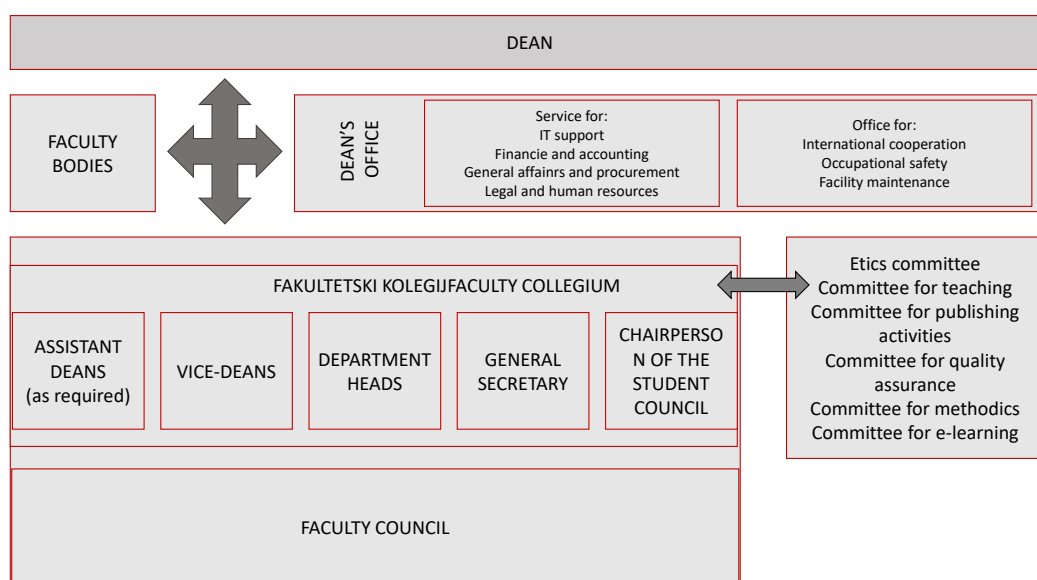 DEAN
FACULTY
BODIES
DEAN'S
OFFICE
Service for:
IT support
Financie and accounting
General affainrs and procurement
Legal and human resources
Office for:
International cooperation
Occupational safety
Facility maintenance
FAKULTETSKI KOLEGIJFACULTY COLLEGIUM
ASSISTANT
DEANS
(as required)
VICE-DEANS
DEPARTMENT
HEADS
GENERAL
SECRETARY
CHAIRPERSO
N OF THE
STUDENT
COUNCIL
Etics committee
Committee for teaching
Committee for publishing
activities
Committee for quality
assurance
Committee for methodics
Committee for e-learning
FACULTY COUNCIL